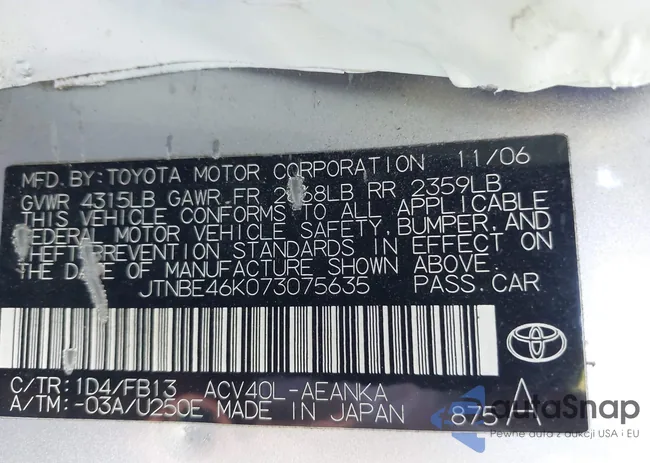 MFD. BY: TOYOTA MOTOR CORPORATION 11/06
GVWR 4315LB GAWR FR 2 68LB RR 2359LB
THIS VEHICLE CONFORMS TO ALL APPLICABLE
FEDERAL MOTOR VEHICLE SAFETY, BUMPER, AND
THEFT PREVENTION STANDARDS IN EFFECT ON
THE DATE OF MANUFACTURE SHOWN ABOVE.
JTNBE46K073075635 PASS. CAR
C/TR: 1D4/FB13 ACV40L-AEANKA
A/TM: -03A/U250E MADE IN JAPAN 8757A
autoSnap
Pewne auta z aukcji USA i EU